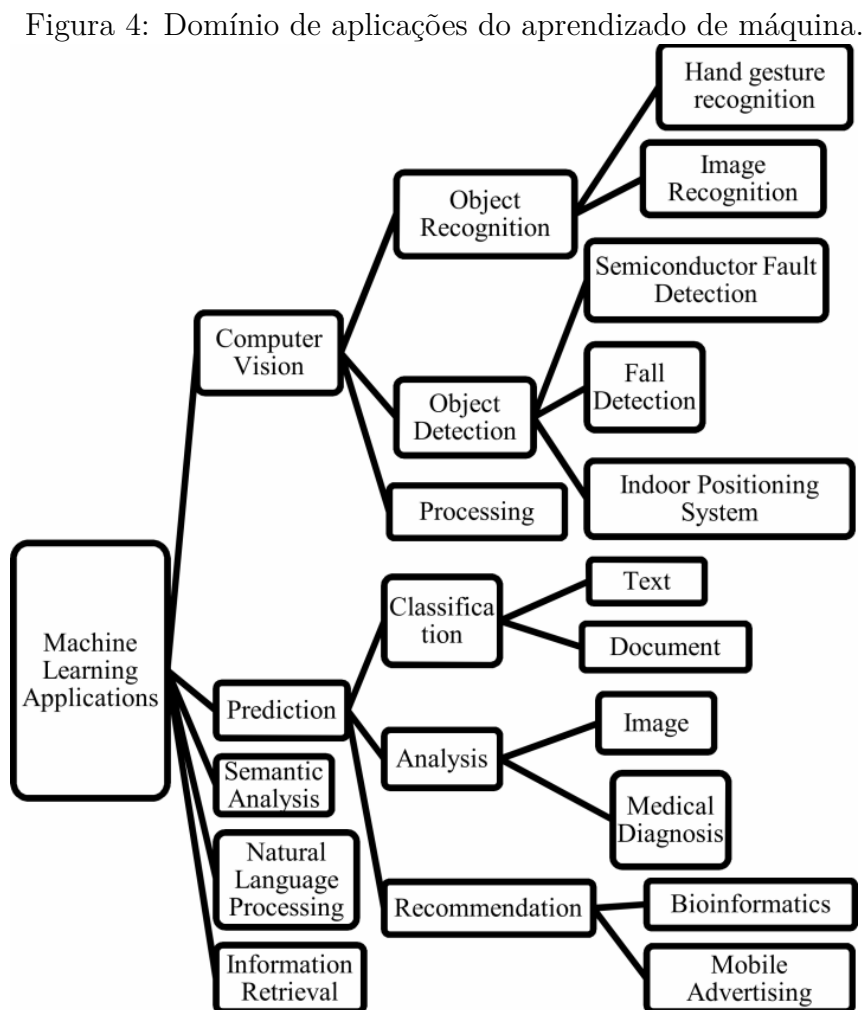 Figura 4: Domínio de aplicações do aprendizado de máquina.
Hand gesture
recognition
Image
Recognition
Object
Recognition
Semiconductor Fault
Detection
Computer
Vision
Fall
Detection
Object
Detection
Indoor Positioning
System
Processing
Machine
Learning
Applications
Classifica
tion
Text
Document
Prediction
Image
Analysis
Semantic
Analysis
Medical
Diagnosis
Natural
Language
Processing
Recommendation
Bioinformatics
Information
Retrieval
Mobile
Advertising